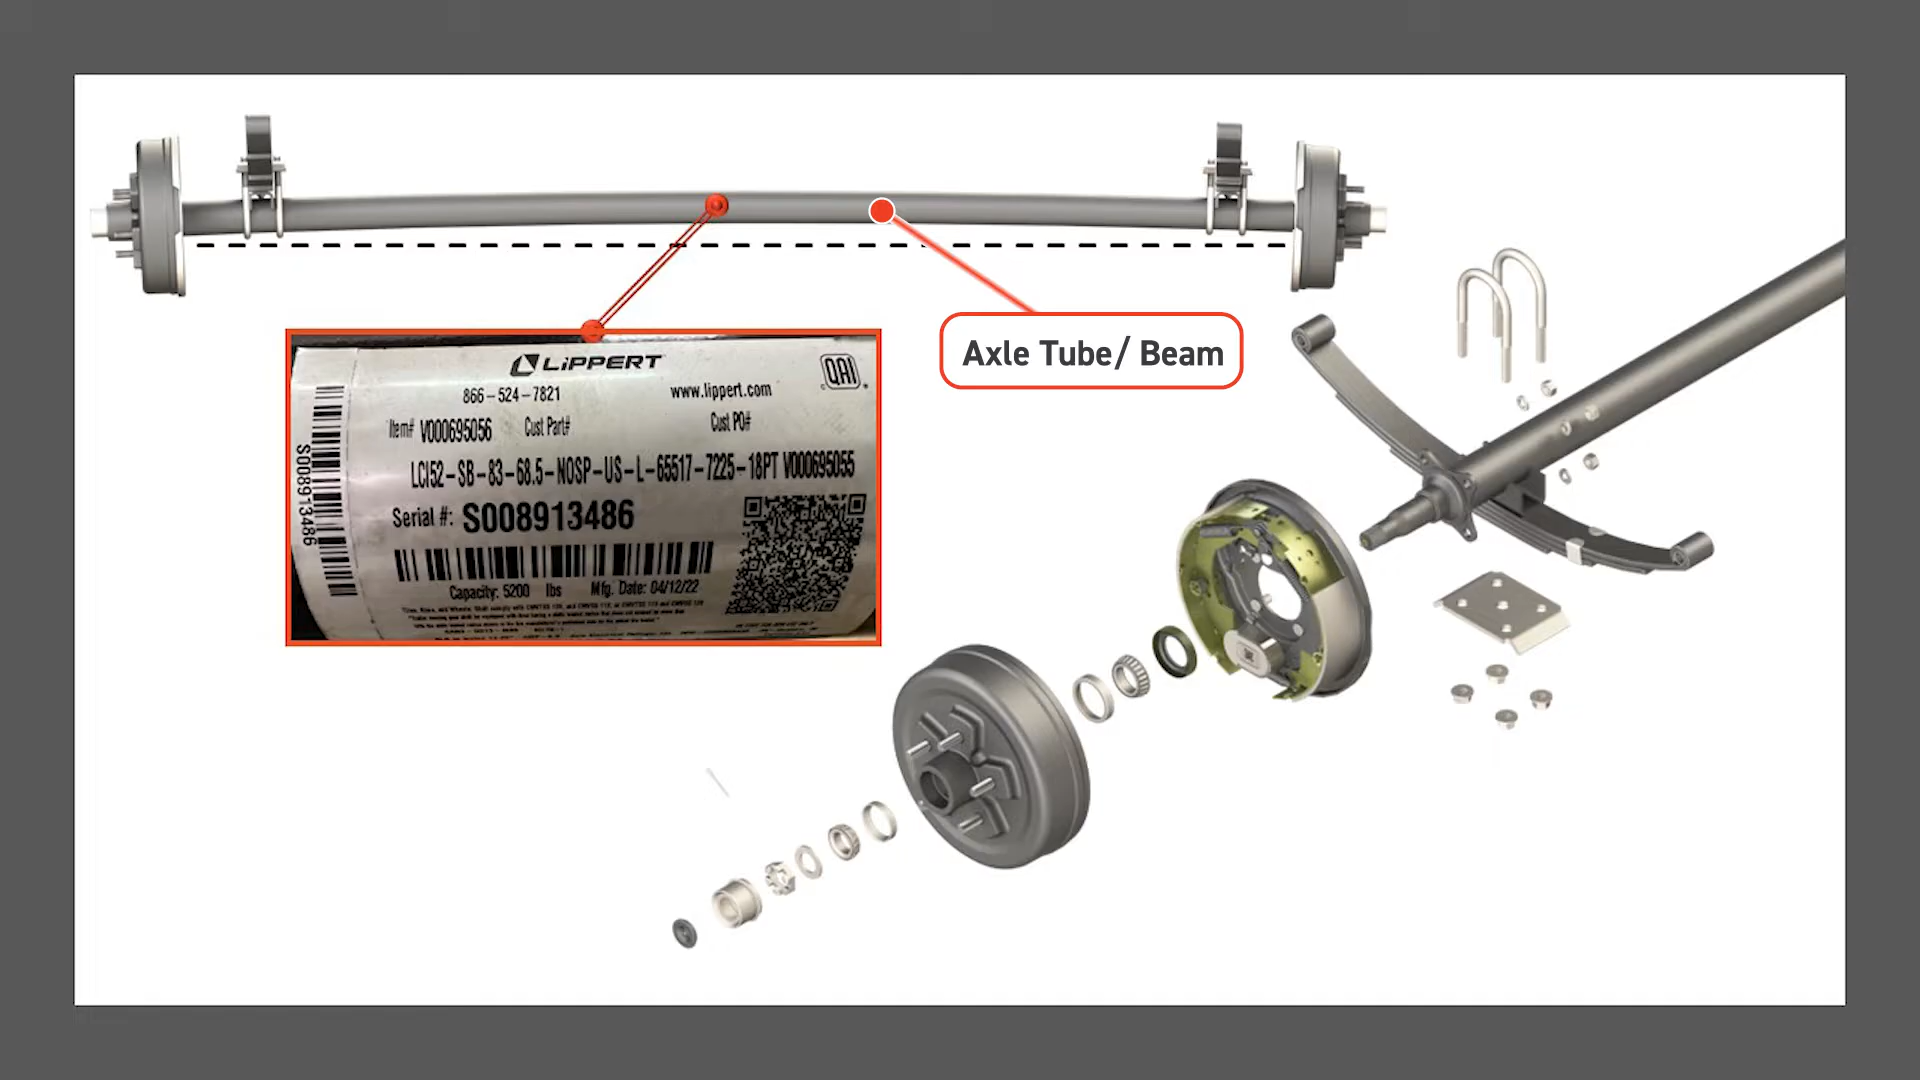 Axle Tube/ Beam
LiPPERT
QAI
866-524-7821
www.lippert.com
Item# V000695056 Cust Part# Cust PO#
LCI52-SB-83-68.5-NOSP-US-L-65517-7225-18PT V000695055
Serial #: S008913486
S008913486
Capacity: 5200 lbs Mfg. Date: 04/12/22